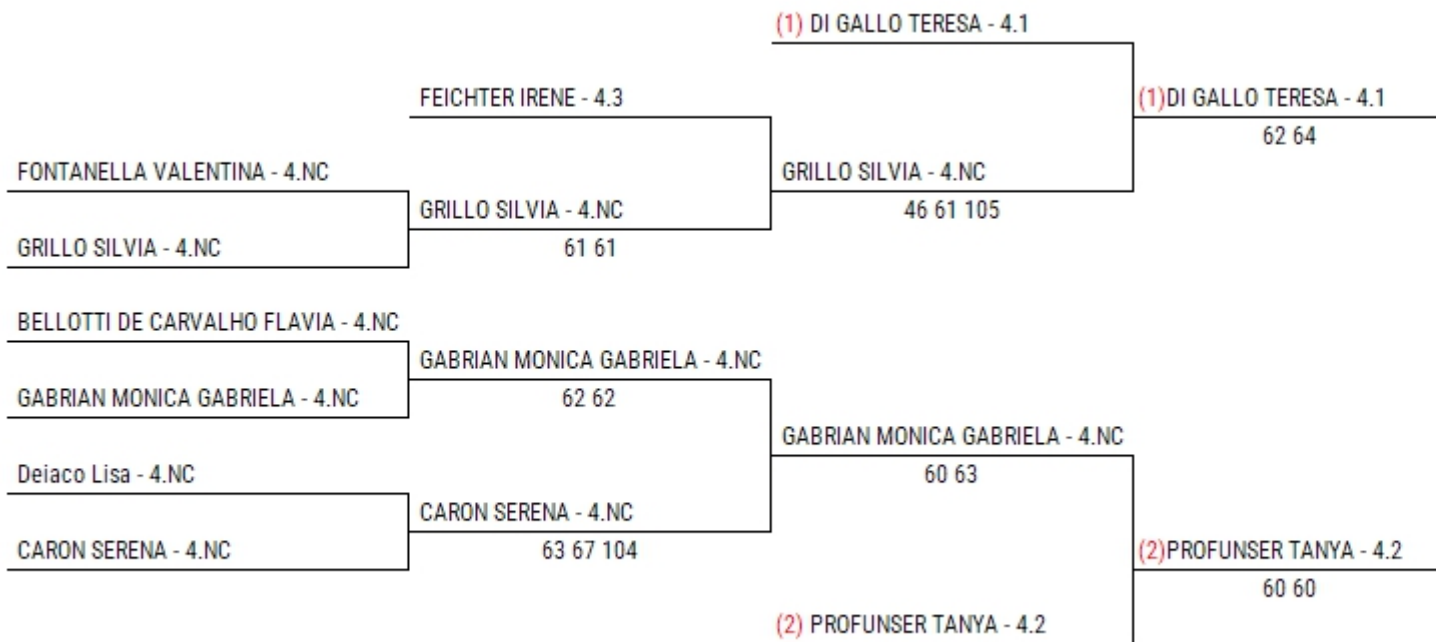 (1) DI GALLO TERESA - 4.1
FEICHTER IRENE - 4.3
(1)DI GALLO TERESA - 4.1
62 64
FONTANELLA VALENTINA - 4.NC
GRILLO SILVIA - 4.NC
46 61 105
GRILLO SILVIA - 4.NC
61 61
GRILLO SILVIA - 4.NC
BELLOTTI DE CARVALHO FLAVIA - 4.NC
GABRIAN MONICA GABRIELA - 4.NC
62 62
GABRIAN MONICA GABRIELA - 4.NC
GABRIAN MONICA GABRIELA - 4.NC
60 63
Deiaco Lisa - 4.NC
CARON SERENA - 4.NC
63 67 104
CARON SERENA - 4.NC
(2)PROFUNSER TANYA - 4.2
60 60
(2) PROFUNSER TANYA - 4.2